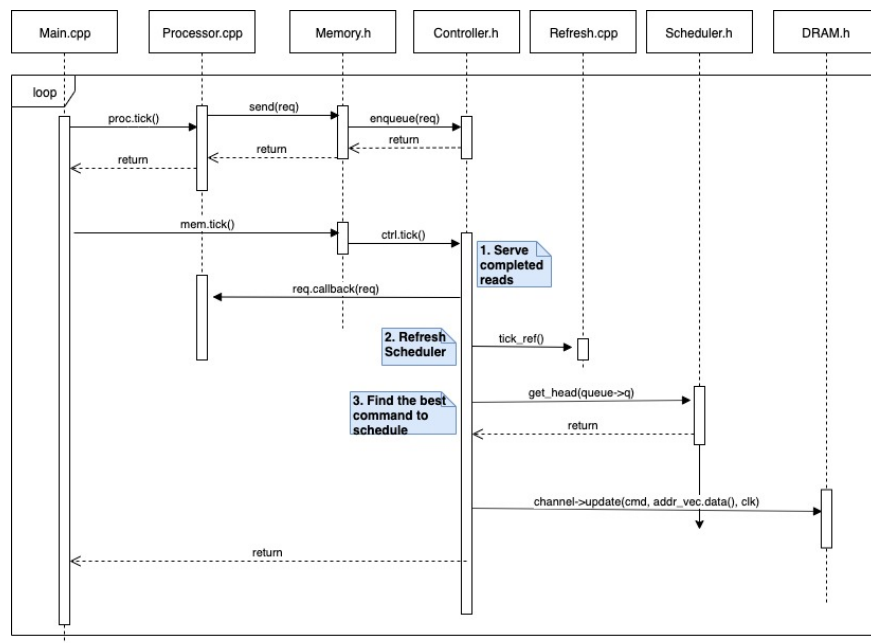 Main.cpp
Processor.cpp
Memory.h
Controller.h
Refresh.cpp
Scheduler.h
DRAM.h
loop
proc.tick()
send(req)
enqueue(req)
return
return
return
mem.tick()
ctrl.tick()
1. Serve
completed
reads
req.callback(req)
2. Refresh
Scheduler
tick_ref()
3. Find the best
command to
schedule
get_head(queue->q)
return
channel->update(cmd, addr_vec.data(), clk)
return